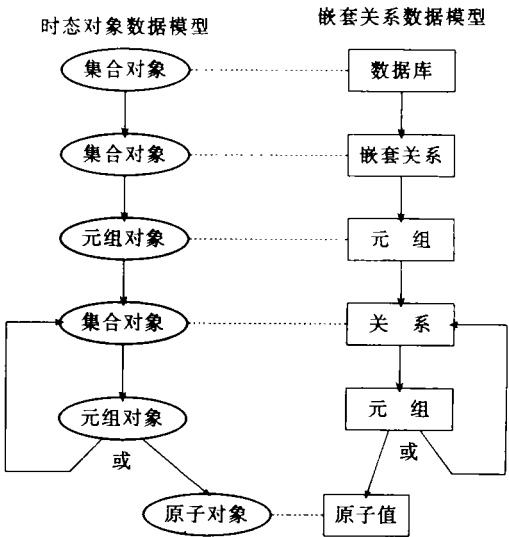 时态对象数据模型
嵌套关系数据模型
集合对象
数据库
集合对象
嵌套关系
元组对象
元 组
集合对象
关 系
元组对象
元 组
或
或
原子对象
原子值